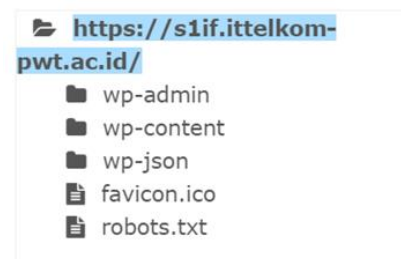 https://s1if.ittelkom-
pwt.ac.id/
wp-admin
wp-content
wp-json
favicon.ico
robots.txt